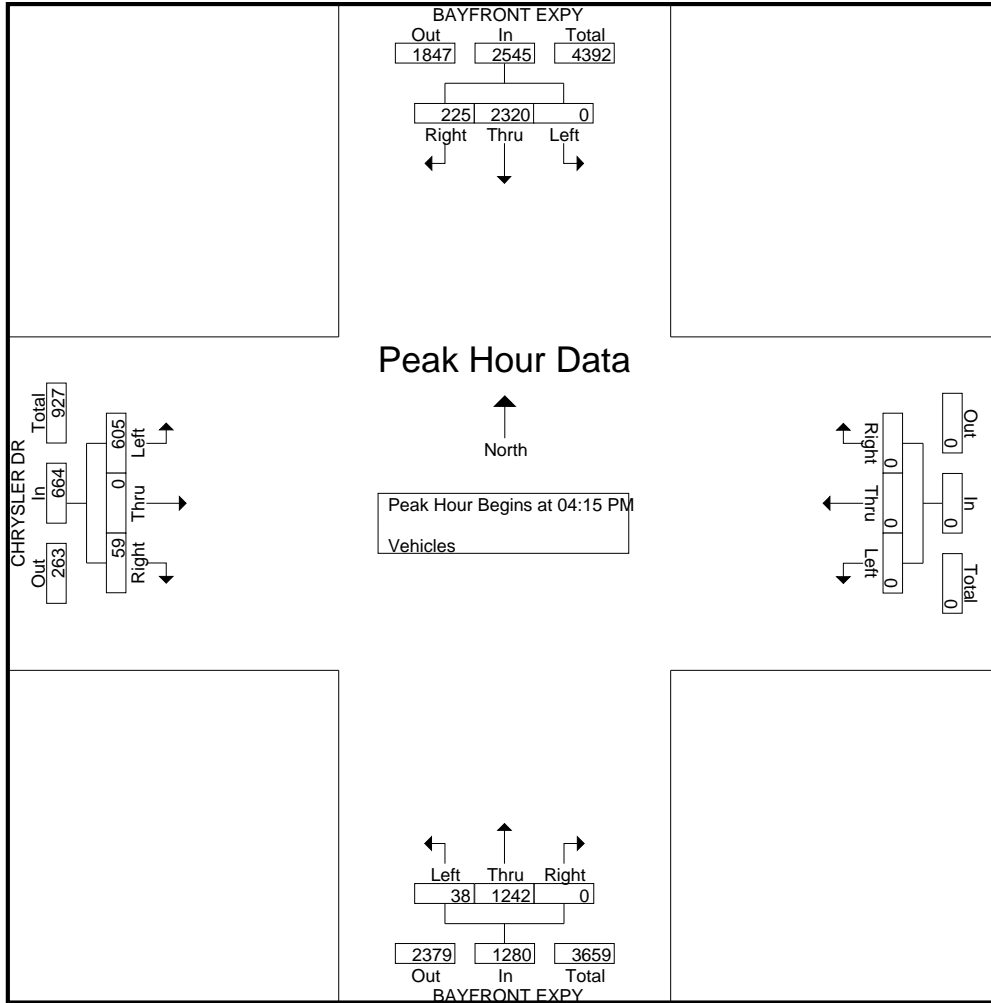 BAYFRONT EXPY
Out In Total
1847 2545 4392
225 2320 0
Right Thru Left
Peak Hour Data
North
Peak Hour Begins at 04:15 PM
Vehicles
CHRYSLER DR
Out In Total
263 664 927
59 0 605
Right Thru Left
Out In Total
0 0 0
Right Thru Left
0 0 0
Left Thru Right
38 1242 0
2379 1280 3659
Out In Total
BAYFRONT EXPY